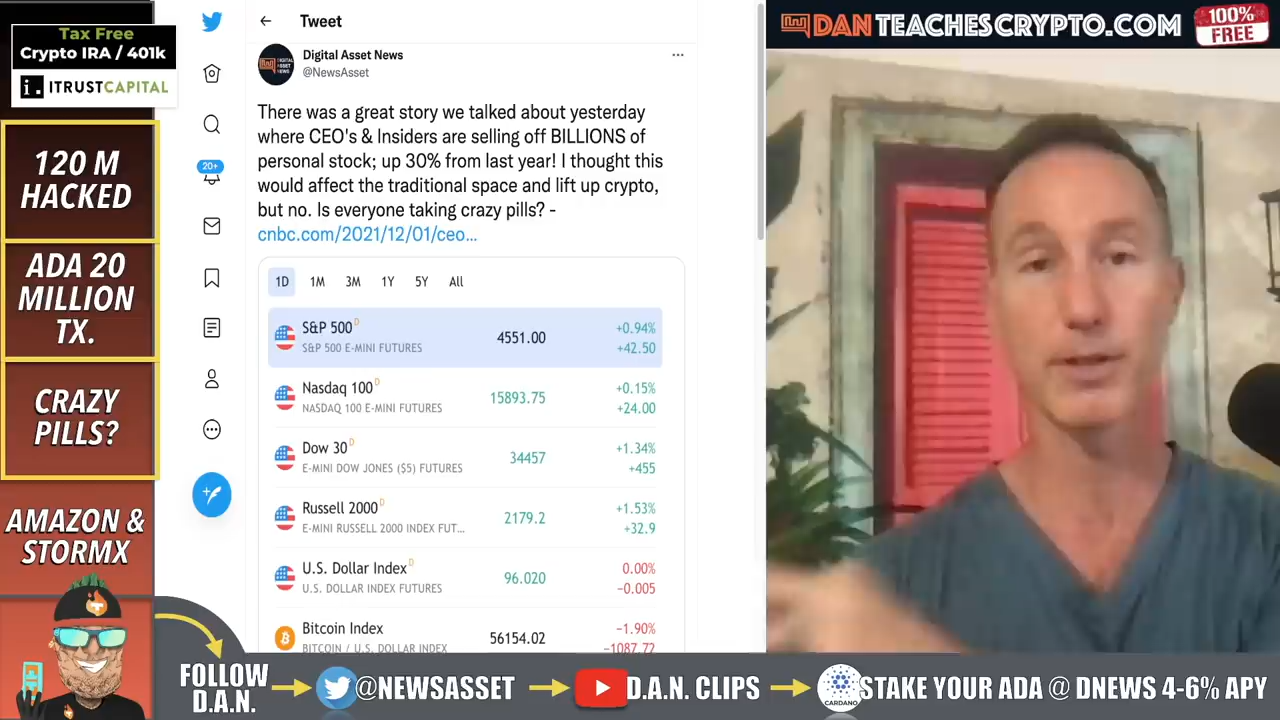 Tax Free
Crypto IRA / 401k
i. ITRUSTCAPITAL
120 M
HACKED
ADA 20
MILLION
TX.
CRAZY
PILLS?
AMAZON &
STORMX
Tweet
Digital Asset News
@NewsAsset
There was a great story we talked about yesterday
where CEO's & Insiders are selling off BILLIONS of
personal stock; up 30% from last year! I thought this
would affect the traditional space and lift up crypto,
but no. Is everyone taking crazy pills? -
cnbc.com/2021/12/01/ceo...
20+
1D 1M 3M 1Y 5Y All
S&P 500 D 4551.00 +0.94%
S&P 500 E-MINI FUTURES +42.50
Nasdaq 100 D 15893.75 +0.15%
NASDAQ 100 E-MINI FUTURES +24.00
Dow 30 D 34457 +1.34%
E-MINI DOW JONES ($5) FUTURES +455
Russell 2000 D 2179.2 +1.53%
E-MINI RUSSELL 2000 INDEX FUT... +32.9
U.S. Dollar Index D 96.020 0.00%
U.S. DOLLAR INDEX FUTURES −0.005
Bitcoin Index 56154.02 −1.90%
BITCOIN / U.S. DOLLAR INDEX −1087.72
DANTEACHESCRYPTO.COM
100%
FREE
FOLLOW
D.A.N.
@NEWSASSET
D.A.N. CLIPS
CARDANO
STAKE YOUR ADA @ DNEWS 4-6% APY